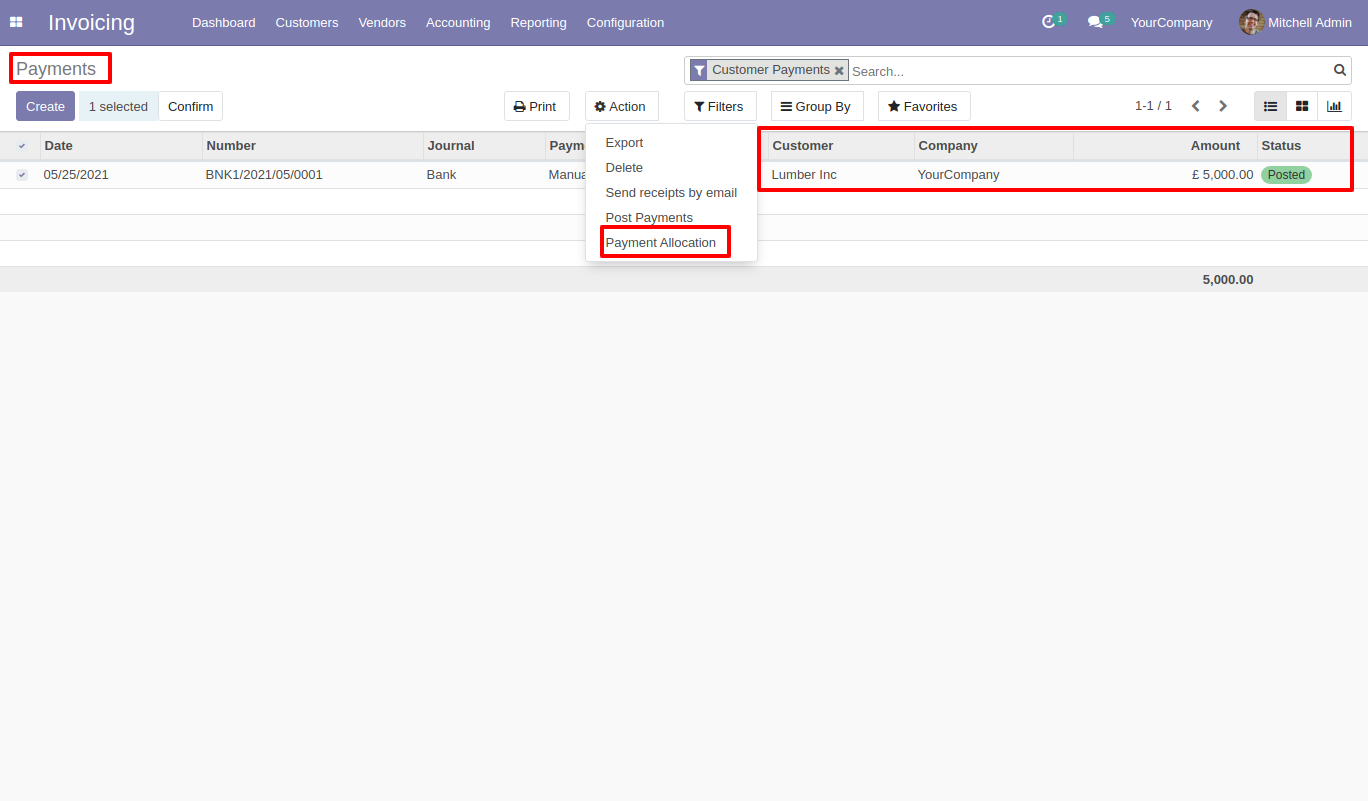 Invoicing Dashboard Customers Vendors Accounting Reporting Configuration 1 5 YourCompany Mitchell Admin
Payments Customer Payments Search...
Create 1 selected Confirm Print Action Filters Group By Favorites 1-1 / 1
Date Number Journal Customer Company Amount Status
05/25/2021 BNK1/2021/05/0001 Bank Lumber Inc YourCompany £ 5,000.00 Posted
Export
Delete
Send receipts by email
Post Payments
Payment Allocation
5,000.00